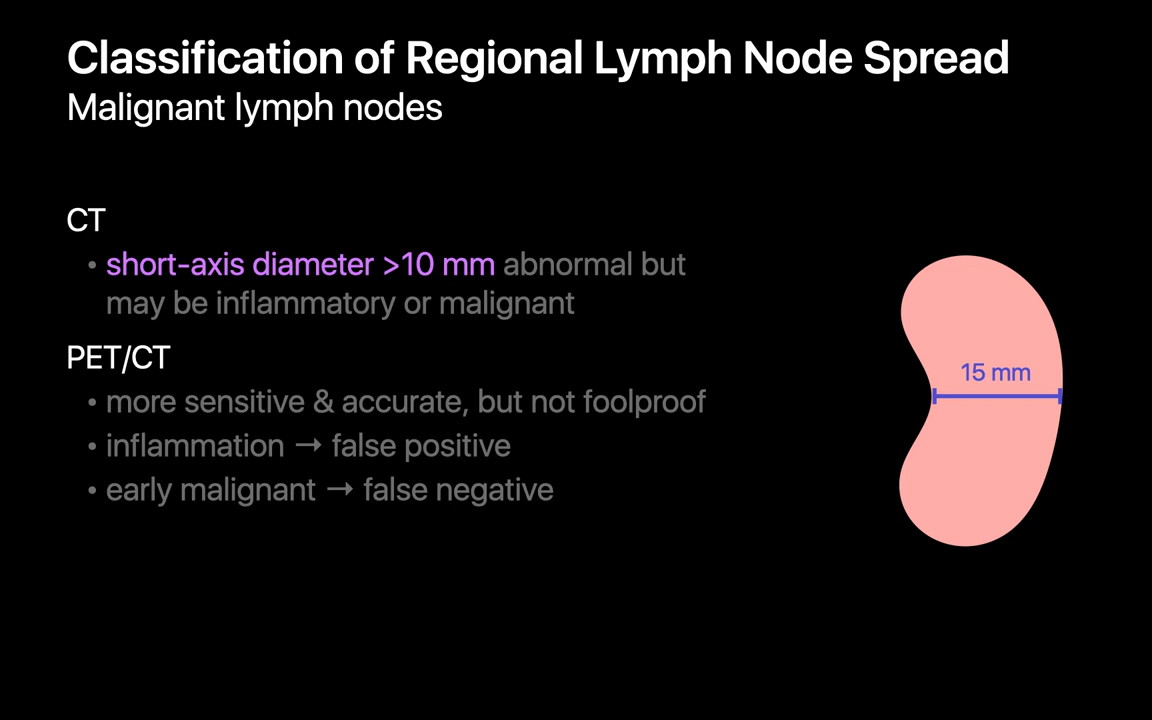 Classification of Regional Lymph Node Spread
Malignant lymph nodes
CT
• short-axis diameter >10 mm abnormal but
may be inflammatory or malignant
PET/CT
• more sensitive & accurate, but not foolproof
• inflammation → false positive
• early malignant → false negative
15 mm